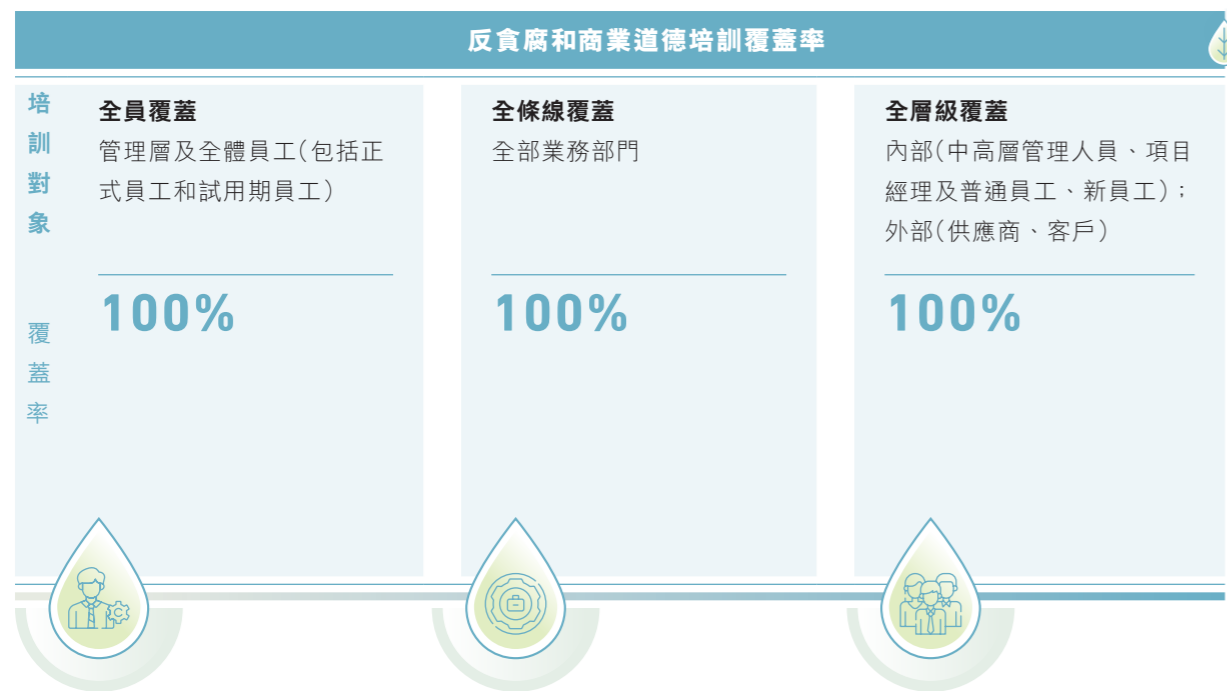 反貪腐和商業道德培訓覆蓋率
培訓對象
全員覆蓋
管理層及全體員工(包括正
式員工和試用期員工)
全條線覆蓋
全部業務部門
全層級覆蓋
內部(中高層管理人員、項目
經理及普通員工、新員工);
外部(供應商、客戶)
覆蓋率
100%
100%
100%